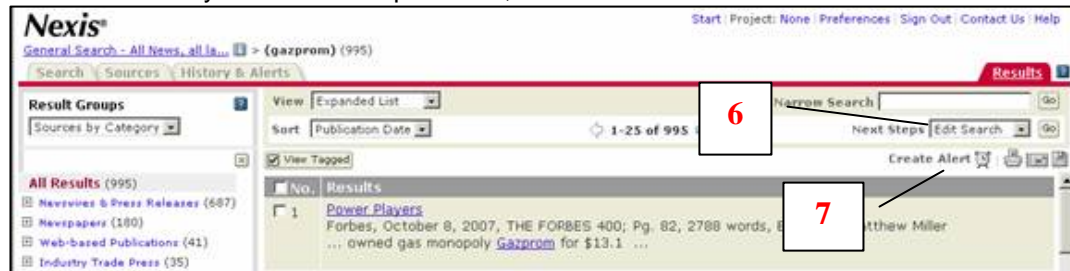 Nexis®
Start | Project: None | Preferences | Sign Out | Contact Us | Help
General Search - All News, all la... > (gazprom) (995)
Search Sources History & Alerts
Results
Result Groups
Sources by Category
View Expanded List
Narrow Search Go
Sort Publication Date
1-25 of 995
Next Steps Edit Search Go
6
View Tagged
Create Alert
All Results (995)
No. Results
Newswires & Press Releases (687)
Newspapers (180)
Web-based Publications (41)
Industry Trade Press (35)
1 Power Players
Forbes, October 8, 2007, THE FORBES 400; Pg. 82, 2788 words, Matthew Miller
... owned gas monopoly Gazprom for $13.1 ...
7